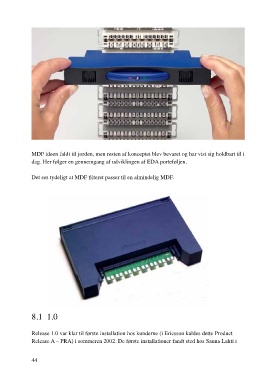 MDF ideen faldt til jorden, men resten af konceptet blev bevaret og har vist sig holdbart til i
dag. Her følger en gennemgang af udviklingen af EDA porteføljen.
Det ses tydeligt at MDF filteret passer til en almindelig MDF.
8.1 1.0
Release 1.0 var klar til første installation hos kunderne (i Ericsson kaldes dette Product
Release A – PRA) i sommeren 2002. De første installationer fandt sted hos Sauna Lahti i
44